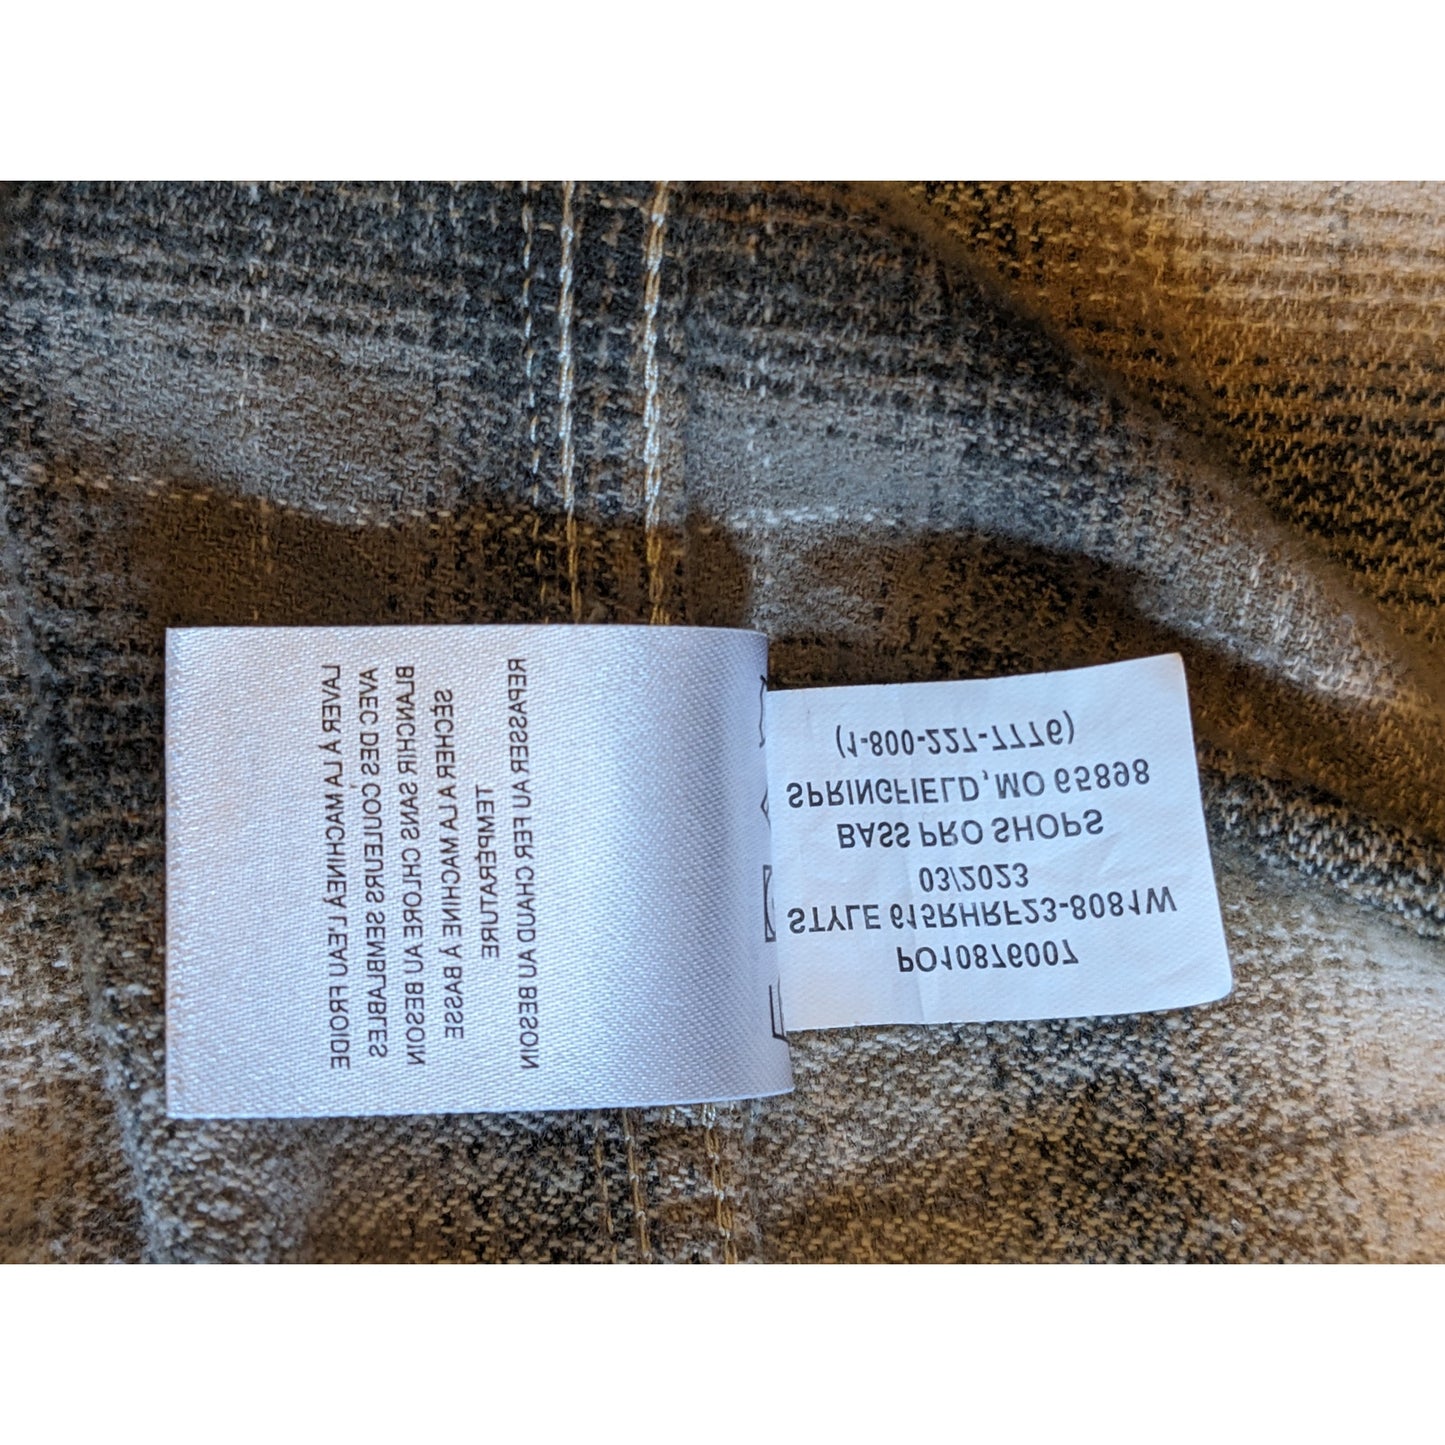 LAVER À LA MACHINE À L'EAU FROIDE
AVEC DES COULEURS SEMBLABLES
BLANCHIR SANS CHLORE AU BESOIN
SÉCHER A LA MACHINE À BASSE
TEMPÉRATURE
REPASSER AU FER CHAUD AU BESOIN
PO10876007
STYLE 615RHRF23-8081W
03/2023
BASS PRO SHOPS
SPRINGFIELD, MO 65898
(1-800-227-7776)